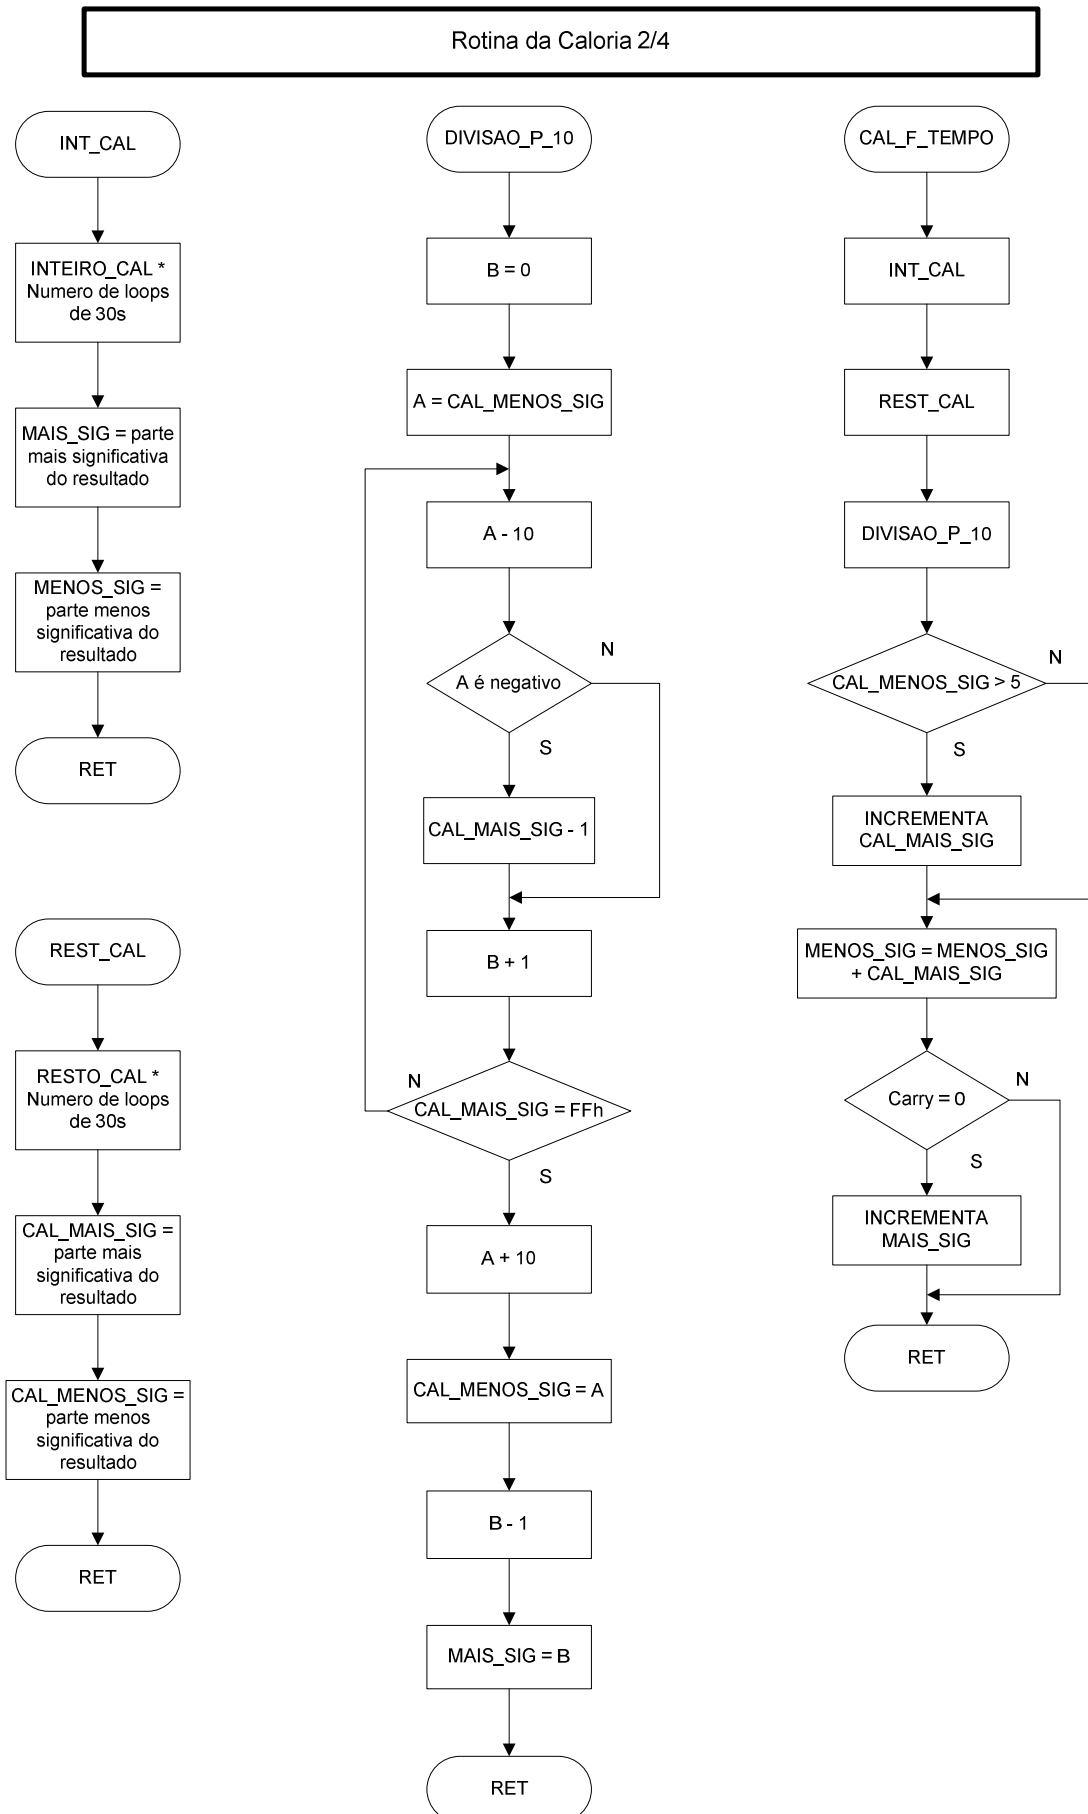 Rotina da Caloria 2/4
INT_CAL
INTEIRO_CAL *
Numero de loops
de 30s
MAIS_SIG = parte
mais significativa
do resultado
MENOS_SIG =
parte menos
significativa do
resultado
RET
REST_CAL
RESTO_CAL *
Numero de loops
de 30s
CAL_MAIS_SIG =
parte mais
significativa do
resultado
CAL_MENOS_SIG =
parte menos
significativa do
resultado
RET
DIVISAO_P_10
B = 0
A = CAL_MENOS_SIG
A - 10
A é negativo
N
S
CAL_MAIS_SIG - 1
B + 1
CAL_MAIS_SIG = FFh
N
S
A + 10
CAL_MENOS_SIG = A
B - 1
MAIS_SIG = B
RET
CAL_F_TEMPO
INT_CAL
REST_CAL
DIVISAO_P_10
CAL_MENOS_SIG > 5
N
S
INCREMENTA
CAL_MAIS_SIG
MENOS_SIG = MENOS_SIG
+ CAL_MAIS_SIG
Carry = 0
N
S
INCREMENTA
MAIS_SIG
RET